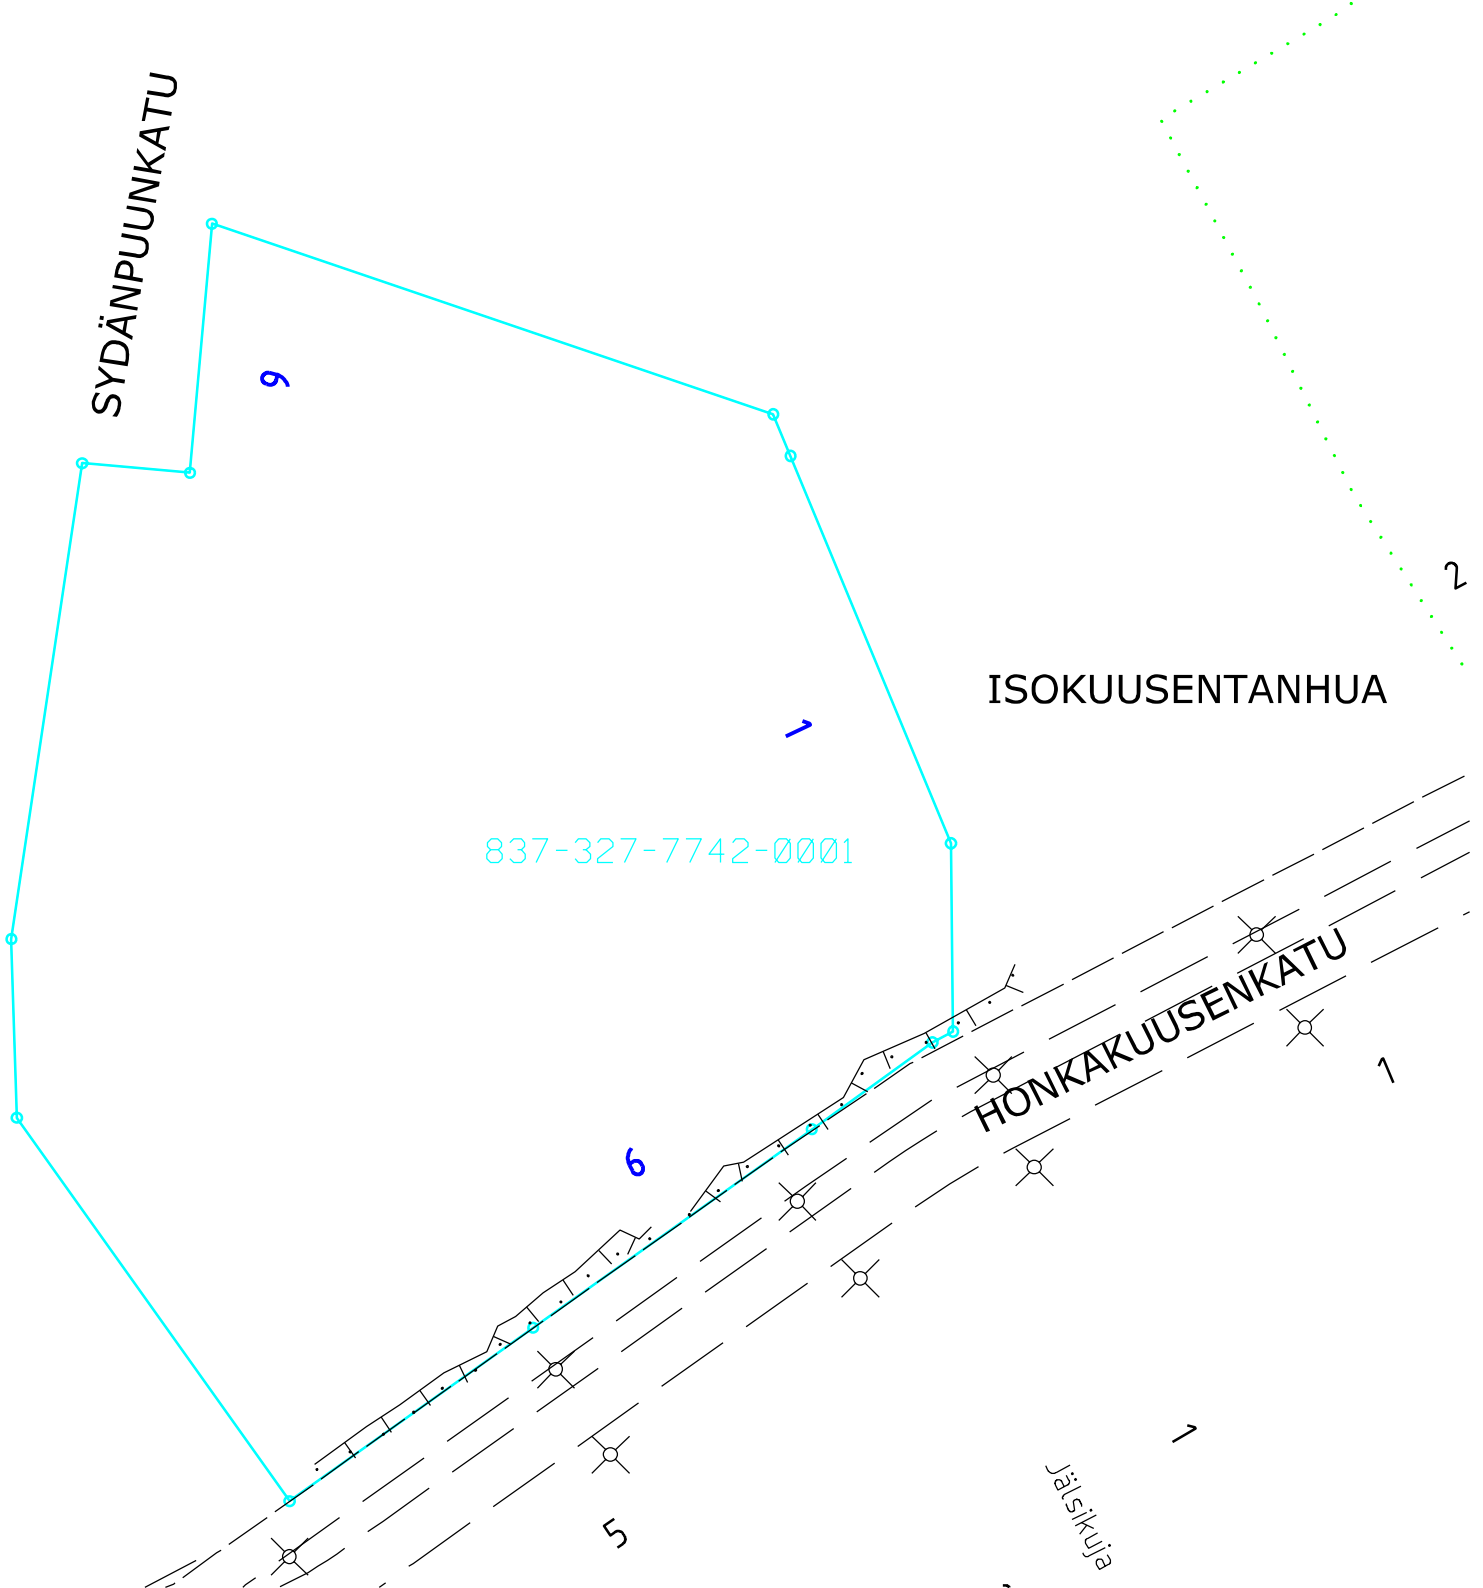 SYDÄNPUUNKATU
9
2
ISOKUUSENTANHUA
1
837-327-7742-0001
HONKAKUUSENKATU
1
6
1
Jälsikuja
5